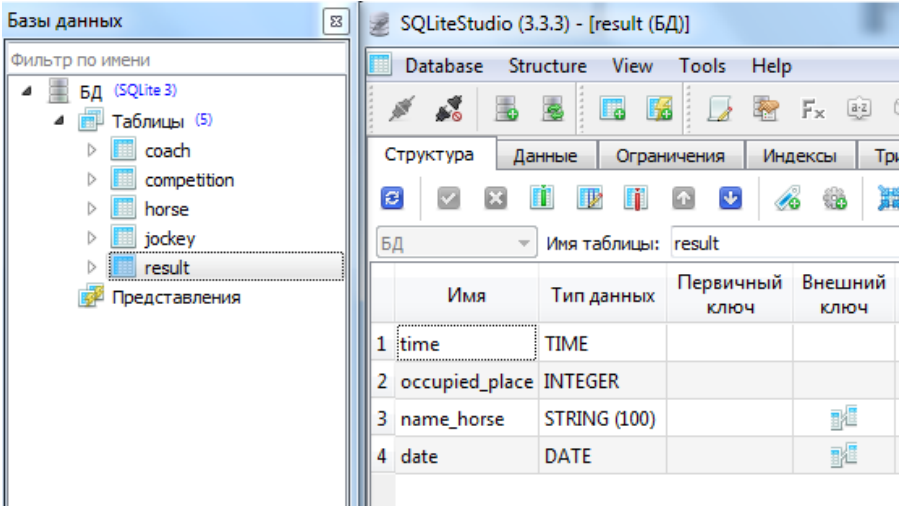 Базы данных
Фильтр по имени
БД (SQLite 3)
Таблицы (5)
coach
competition
horse
jockey
result
Представления
SQLiteStudio (3.3.3) - [result (БД)]
Database Structure View Tools Help
Структура Данные Ограничения Индексы Три
БД Имя таблицы: result
Имя Тип данных Первичный ключ Внешний ключ
1 time TIME
2 occupied_place INTEGER
3 name_horse STRING (100)
4 date DATE